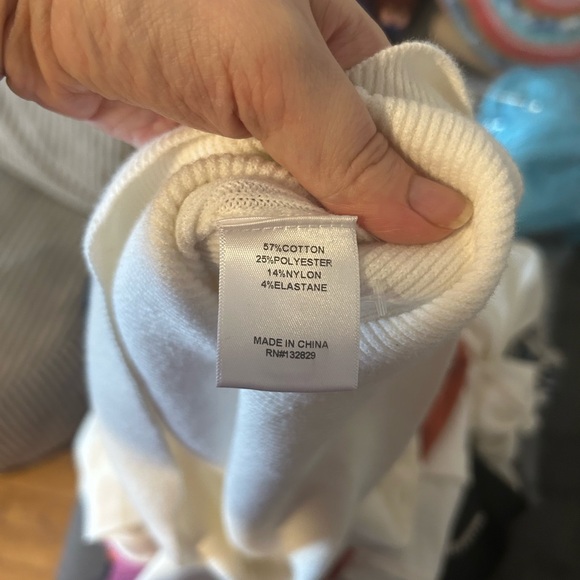 57%COTTON
25%POLYESTER
14%NYLON
4%ELASTANE
MADE IN CHINA
RN#132829